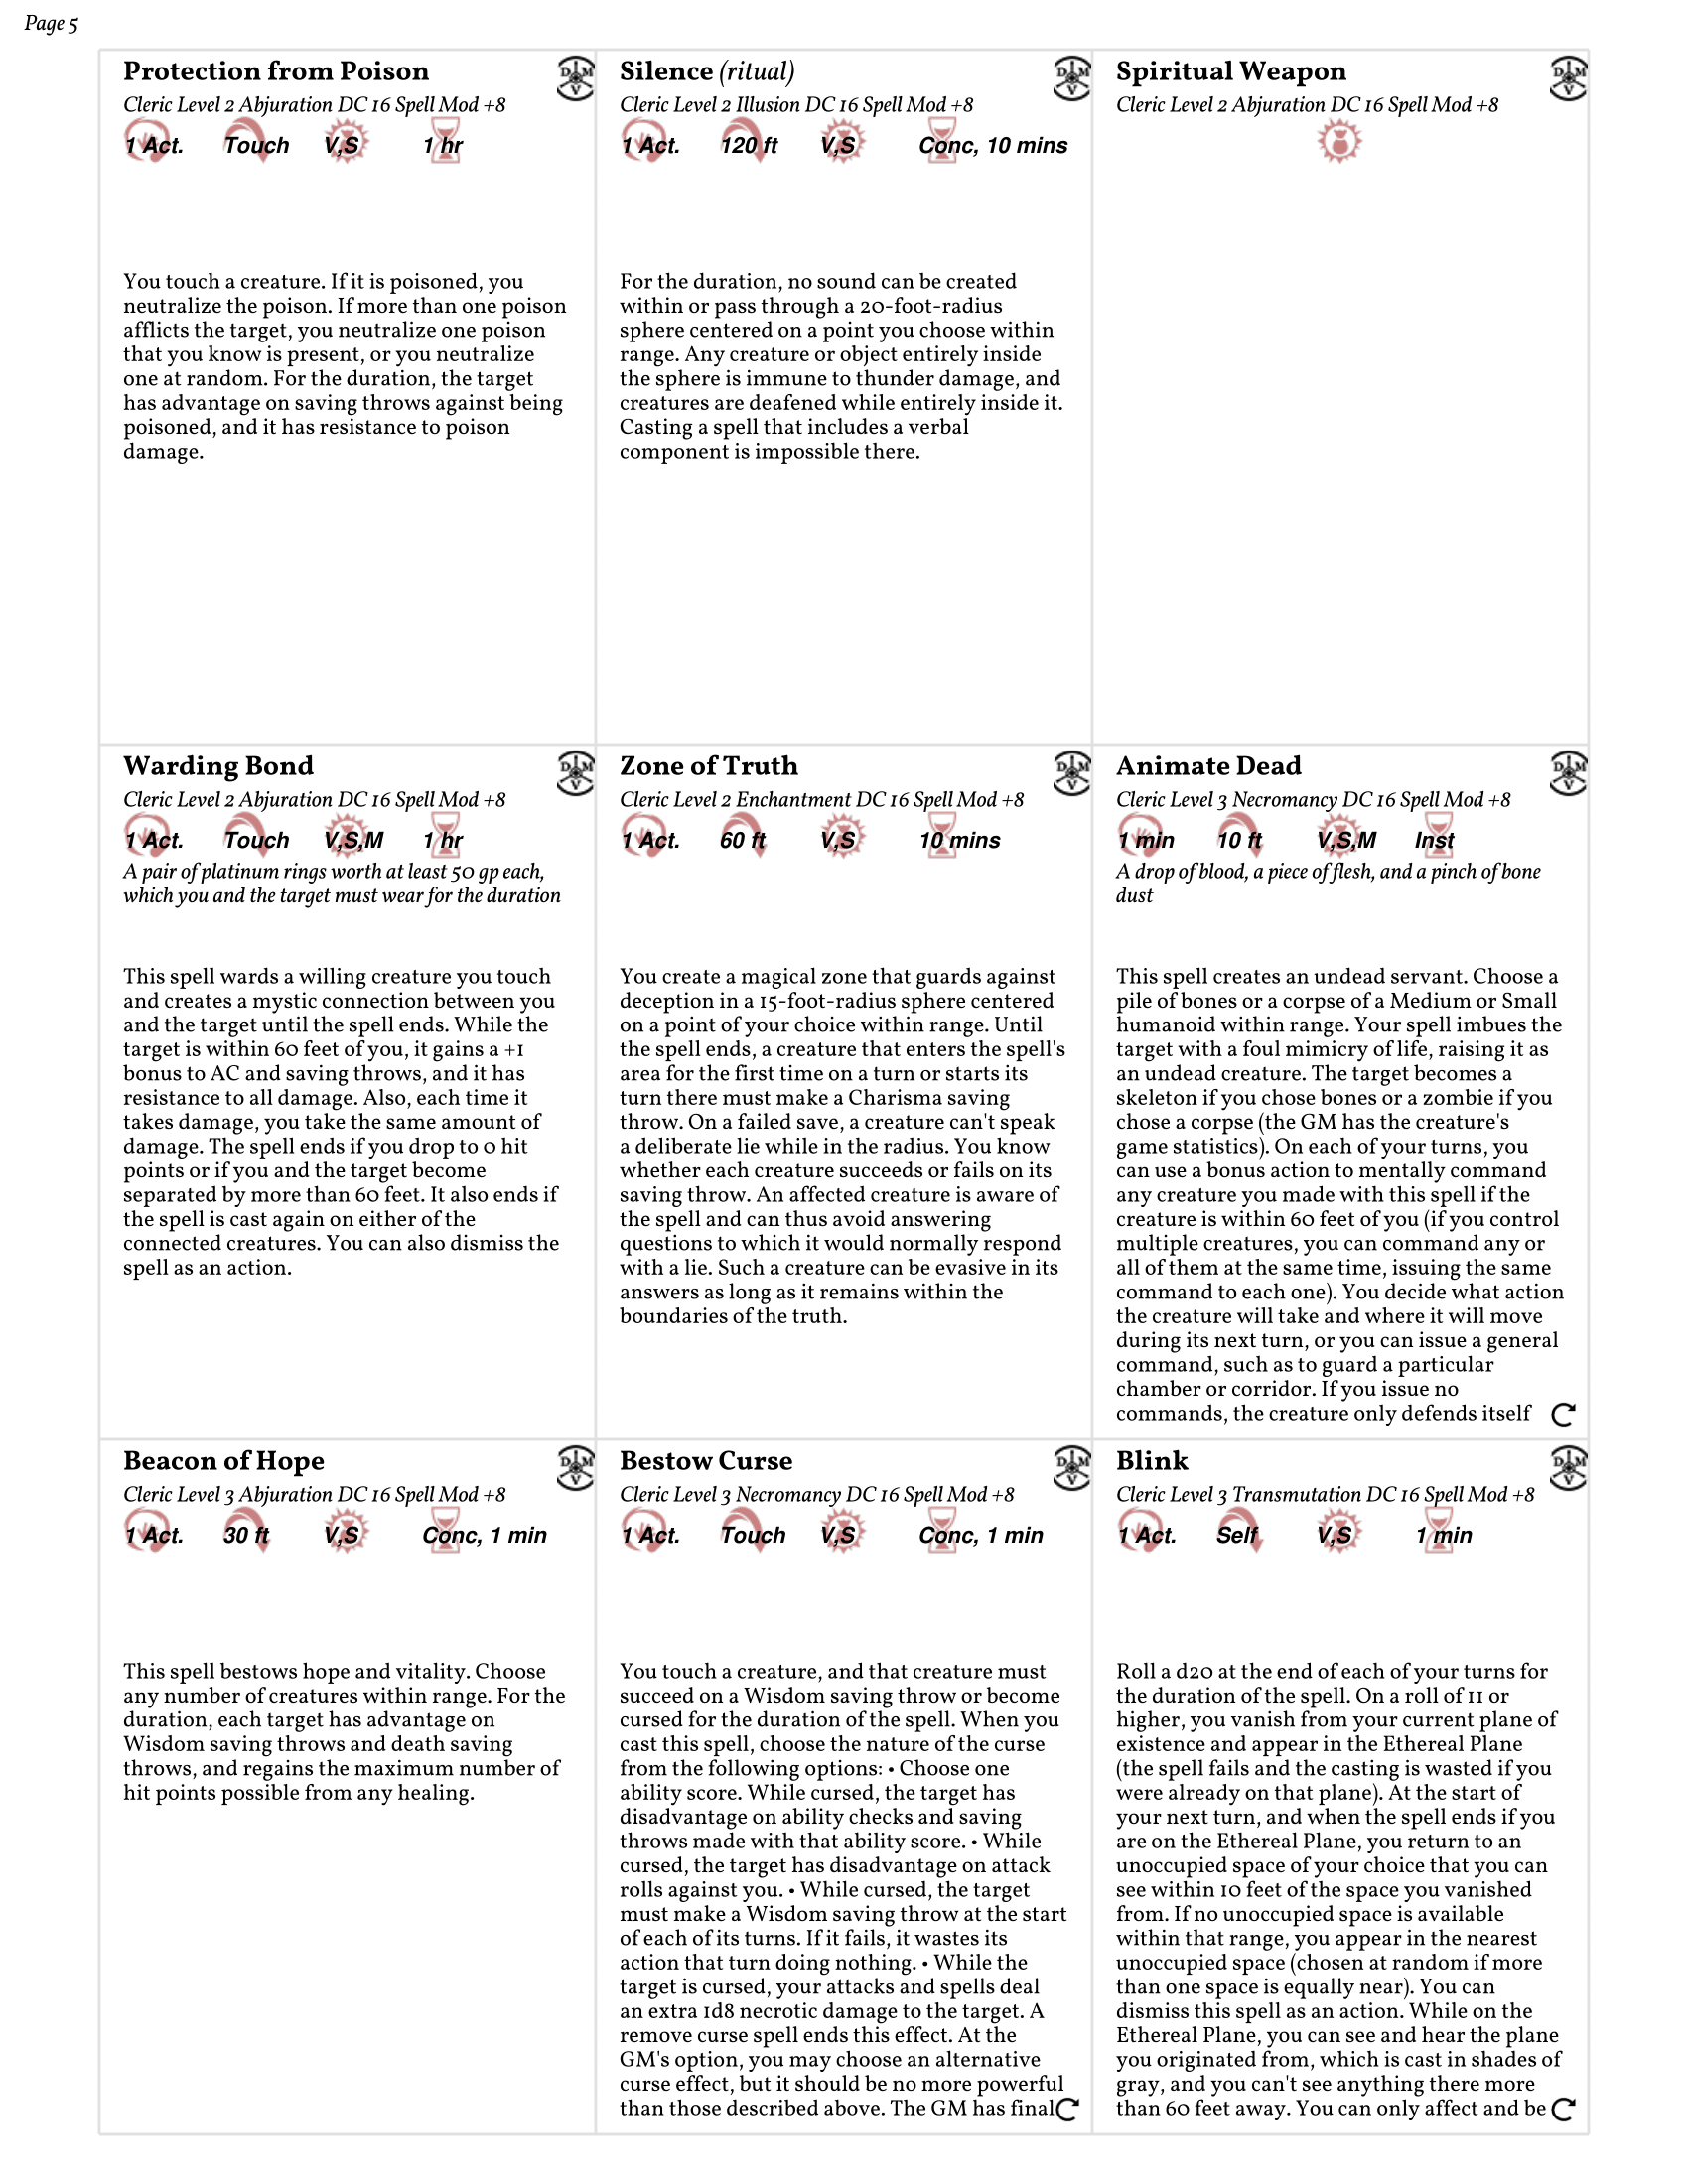 Page 5
Protection from Poison
Cleric Level 2 Abjuration DC 16 Spell Mod +8
1 Act. Touch V,S 1 hr
You touch a creature. If it is poisoned, you
neutralize the poison. If more than one poison
afflicts the target, you neutralize one poison
that you know is present, or you neutralize
one at random. For the duration, the target
has advantage on saving throws against being
poisoned, and it has resistance to poison
damage.
Silence (ritual)
Cleric Level 2 Illusion DC 16 Spell Mod +8
1 Act. 120 ft V,S Conc, 10 mins
For the duration, no sound can be created
within or pass through a 20-foot-radius
sphere centered on a point you choose within
range. Any creature or object entirely inside
the sphere is immune to thunder damage, and
creatures are deafened while entirely inside it.
Casting a spell that includes a verbal
component is impossible there.
Spiritual Weapon
Cleric Level 2 Abjuration DC 16 Spell Mod +8
Warding Bond
Cleric Level 2 Abjuration DC 16 Spell Mod +8
1 Act. Touch V,S,M 1 hr
A pair of platinum rings worth at least 50 gp each,
which you and the target must wear for the duration
This spell wards a willing creature you touch
and creates a mystic connection between you
and the target until the spell ends. While the
target is within 60 feet of you, it gains a +1
bonus to AC and saving throws, and it has
resistance to all damage. Also, each time it
takes damage, you take the same amount of
damage. The spell ends if you drop to 0 hit
points or if you and the target become
separated by more than 60 feet. It also ends if
the spell is cast again on either of the
connected creatures. You can also dismiss the
spell as an action.
Zone of Truth
Cleric Level 2 Enchantment DC 16 Spell Mod +8
1 Act. 60 ft V,S 10 mins
You create a magical zone that guards against
deception in a 15-foot-radius sphere centered
on a point of your choice within range. Until
the spell ends, a creature that enters the spell's
area for the first time on a turn or starts its
turn there must make a Charisma saving
throw. On a failed save, a creature can't speak
a deliberate lie while in the radius. You know
whether each creature succeeds or fails on its
saving throw. An affected creature is aware of
the spell and can thus avoid answering
questions to which it would normally respond
with a lie. Such a creature can be evasive in its
answers as long as it remains within the
boundaries of the truth.
Animate Dead
Cleric Level 3 Necromancy DC 16 Spell Mod +8
1 min 10 ft V,S,M Inst
A drop of blood, a piece of flesh, and a pinch of bone
dust
This spell creates an undead servant. Choose a
pile of bones or a corpse of a Medium or Small
humanoid within range. Your spell imbues the
target with a foul mimicry of life, raising it as
an undead creature. The target becomes a
skeleton if you chose bones or a zombie if you
chose a corpse (the GM has the creature's
game statistics). On each of your turns, you
can use a bonus action to mentally command
any creature you made with this spell if the
creature is within 60 feet of you (if you control
multiple creatures, you can command any or
all of them at the same time, issuing the same
command to each one). You decide what action
the creature will take and where it will move
during its next turn, or you can issue a general
command, such as to guard a particular
chamber or corridor. If you issue no
commands, the creature only defends itself
Beacon of Hope
Cleric Level 3 Abjuration DC 16 Spell Mod +8
1 Act. 30 ft V,S Conc, 1 min
This spell bestows hope and vitality. Choose
any number of creatures within range. For the
duration, each target has advantage on
Wisdom saving throws and death saving
throws, and regains the maximum number of
hit points possible from any healing.
Bestow Curse
Cleric Level 3 Necromancy DC 16 Spell Mod +8
1 Act. Touch V,S Conc, 1 min
You touch a creature, and that creature must
succeed on a Wisdom saving throw or become
cursed for the duration of the spell. When you
cast this spell, choose the nature of the curse
from the following options: • Choose one
ability score. While cursed, the target has
disadvantage on ability checks and saving
throws made with that ability score. • While
cursed, the target has disadvantage on attack
rolls against you. • While cursed, the target
must make a Wisdom saving throw at the start
of each of its turns. If it fails, it wastes its
action that turn doing nothing. • While the
target is cursed, your attacks and spells deal
an extra 1d8 necrotic damage to the target. A
remove curse spell ends this effect. At the
GM's option, you may choose an alternative
curse effect, but it should be no more powerful
than those described above. The GM has final
Blink
Cleric Level 3 Transmutation DC 16 Spell Mod +8
1 Act. Self V,S 1 min
Roll a d20 at the end of each of your turns for
the duration of the spell. On a roll of 11 or
higher, you vanish from your current plane of
existence and appear in the Ethereal Plane
(the spell fails and the casting is wasted if you
were already on that plane). At the start of
your next turn, and when the spell ends if you
are on the Ethereal Plane, you return to an
unoccupied space of your choice that you can
see within 10 feet of the space you vanished
from. If no unoccupied space is available
within that range, you appear in the nearest
unoccupied space (chosen at random if more
than one space is equally near). You can
dismiss this spell as an action. While on the
Ethereal Plane, you can see and hear the plane
you originated from, which is cast in shades of
gray, and you can't see anything there more
than 60 feet away. You can only affect and be